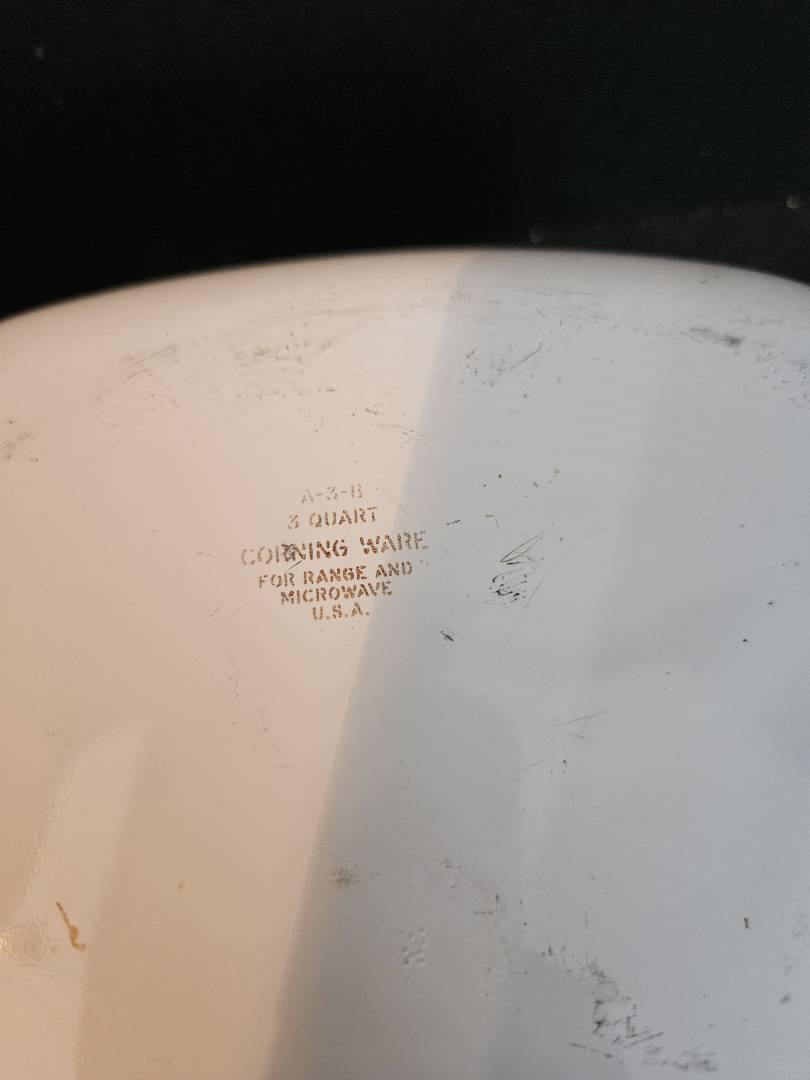 A-3-B
3 QUART
CORNING WARE
FOR RANGE AND
MICROWAVE
U.S.A.